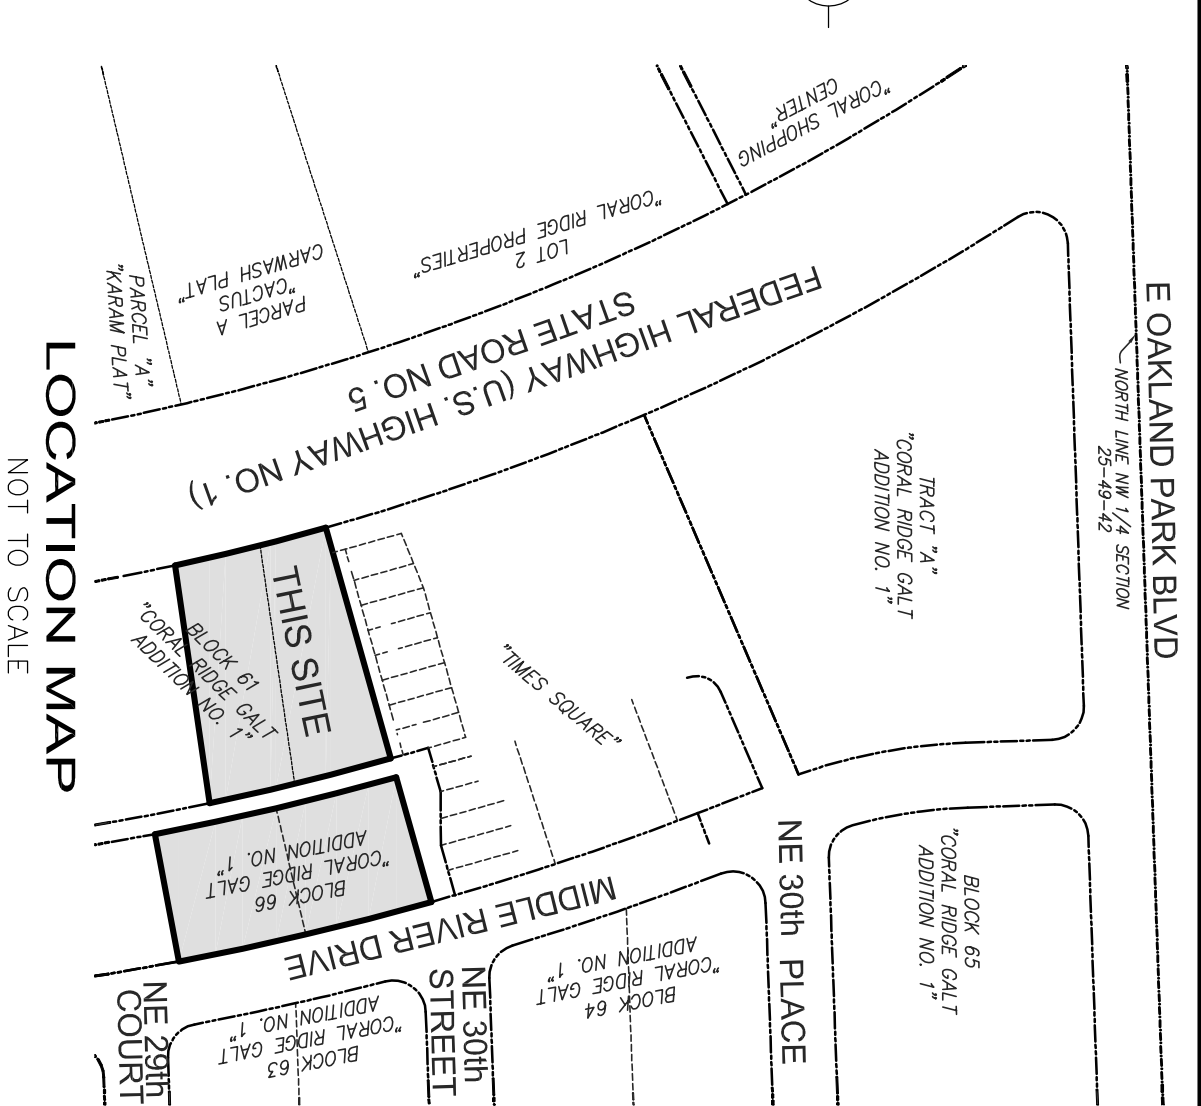 "CORAL SHOPPING
CENTER"
"CORAL RIDGE PROPERTIES"
LOT 2
PARCEL A
"CACTUS
CARWASH PLAT"
PARCEL "A"
"KARAM PLAT"
FEDERAL HIGHWAY (U.S. HIGHWAY NO. 1)
STATE ROAD NO. 5
E OAKLAND PARK BLVD
NORTH LINE NW 1/4 SECTION
25-49-42
TRACT "A"
"CORAL RIDGE GALT
ADDITION NO. 1"
THIS SITE
BLOCK 61
"CORAL RIDGE GALT
ADDITION NO. 1"
"TIMES SQUARE"
BLOCK 66
"CORAL RIDGE GALT
ADDITION NO. 1"
MIDDLE RIVER DRIVE
NE 30th PLACE
BLOCK 65
"CORAL RIDGE GALT
ADDITION NO. 1"
BLOCK 64
"CORAL RIDGE GALT
ADDITION NO. 1"
NE 30th
STREET
BLOCK 63
"CORAL RIDGE GALT
ADDITION NO. 1"
NE 29th
COURT
LOCATION MAP
NOT TO SCALE